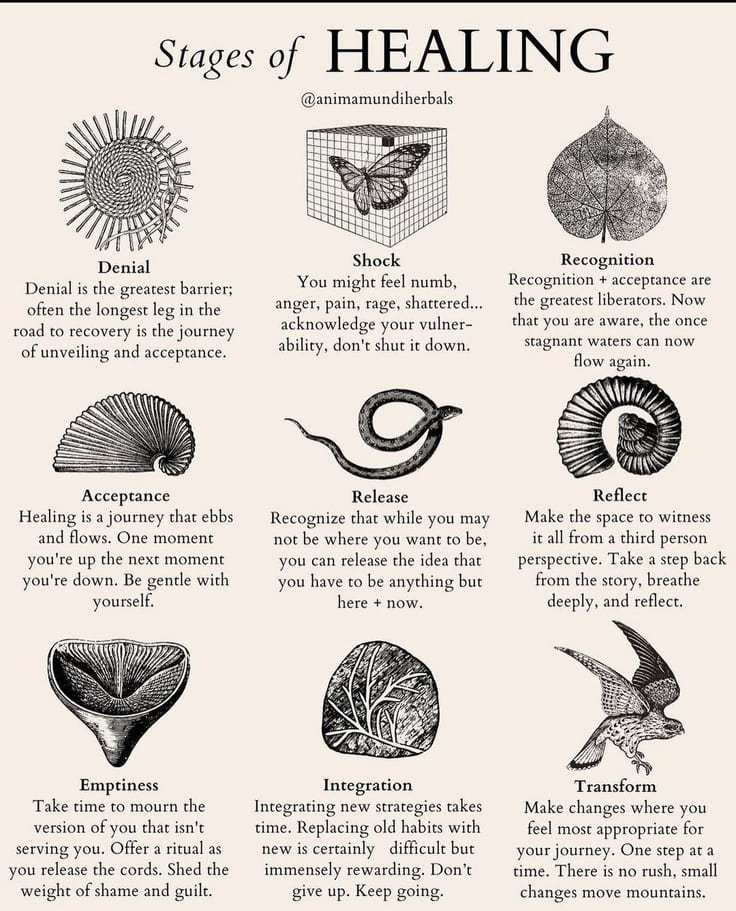 Stages of HEALING
@animamundiherbals
Denial
Denial is the greatest barrier;
often the longest leg in the
road to recovery is the journey
of unveiling and acceptance.
Shock
You might feel numb,
anger, pain, rage, shattered...
acknowledge your vulner-
ability, don't shut it down.
Recognition
Recognition + acceptance are
the greatest liberators. Now
that you are aware, the once
stagnant waters can now
flow again.
Acceptance
Healing is a journey that ebbs
and flows. One moment
you're up the next moment
you're down. Be gentle with
yourself.
Release
Recognize that while you may
not be where you want to be,
you can release the idea that
you have to be anything but
here + now.
Reflect
Make the space to witness
it all from a third person
perspective. Take a step back
from the story, breathe
deeply, and reflect.
Emptiness
Take time to mourn the
version of you that isn't
serving you. Offer a ritual as
you release the cords. Shed the
weight of shame and guilt.
Integration
Integrating new strategies takes
time. Replacing old habits with
new is certainly difficult but
immensely rewarding. Don’t
give up. Keep going.
Transform
Make changes where you
feel most appropriate for
your journey. One step at a
time. There is no rush, small
changes move mountains.